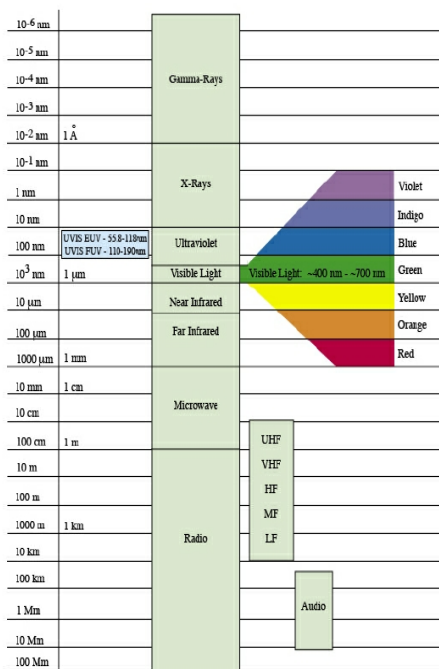 10-6 nm
10-5 nm
10-4 nm
Gamma-Rays
10-3 nm
10-2 nm 1 Å
10-1 nm
X-Rays
Violet
1 nm
Indigo
10 nm
UVIS EUV - 55.8-118nm
UVIS FUV - 110-190nm
100 nm
Ultraviolet
Blue
10³ nm 1 µm
Visible Light
Visible Light: ~400 nm - ~700 nm
Green
10 µm
Near Infrared
Yellow
100 µm
Far Infrared
Orange
1000 µm 1 mm
Red
10 mm 1 cm
10 cm
Microwave
100 cm 1 m
UHF
10 m
VHF
100 m
HF
1000 m 1 km
MF
Radio
10 km
LF
100 km
1 Mm
Audio
10 Mm
100 Mm